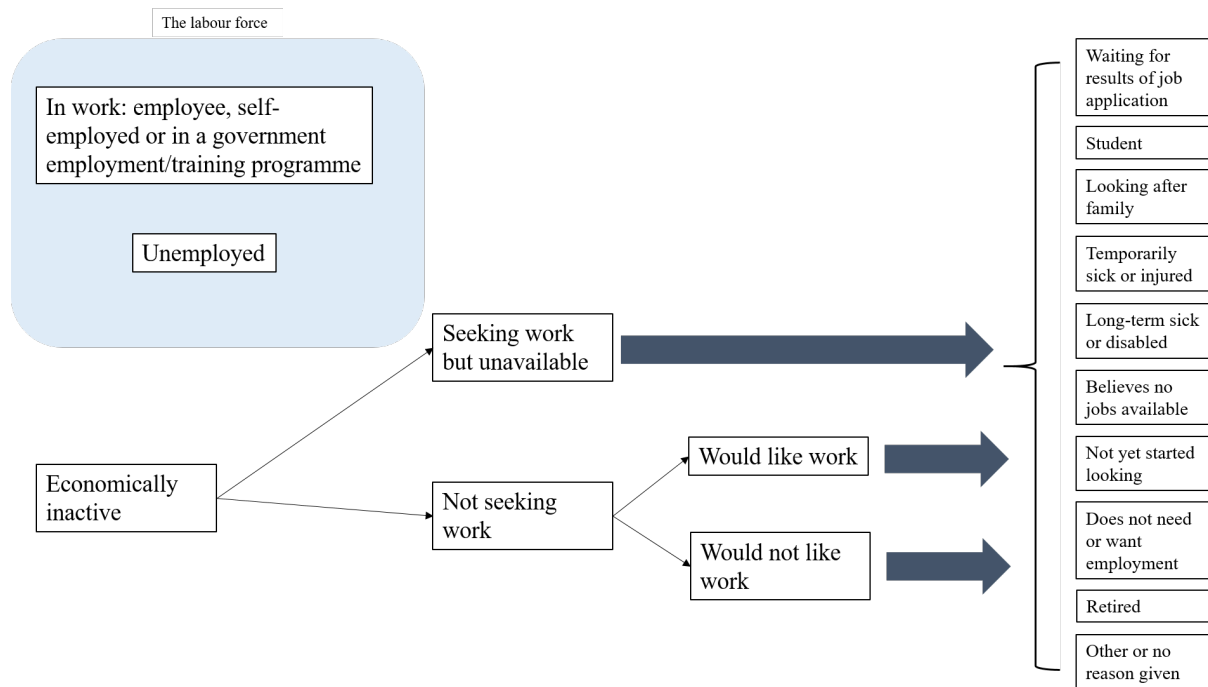 The labour force
In work: employee, self-
employed or in a government
employment/training programme
Unemployed
Economically
inactive
Seeking work
but unavailable
Not seeking
work
Would like work
Would not like
work
Waiting for
results of job
application
Student
Looking after
family
Temporarily
sick or injured
Long-term sick
or disabled
Believes no
jobs available
Not yet started
looking
Does not need
or want
employment
Retired
Other or no
reason given